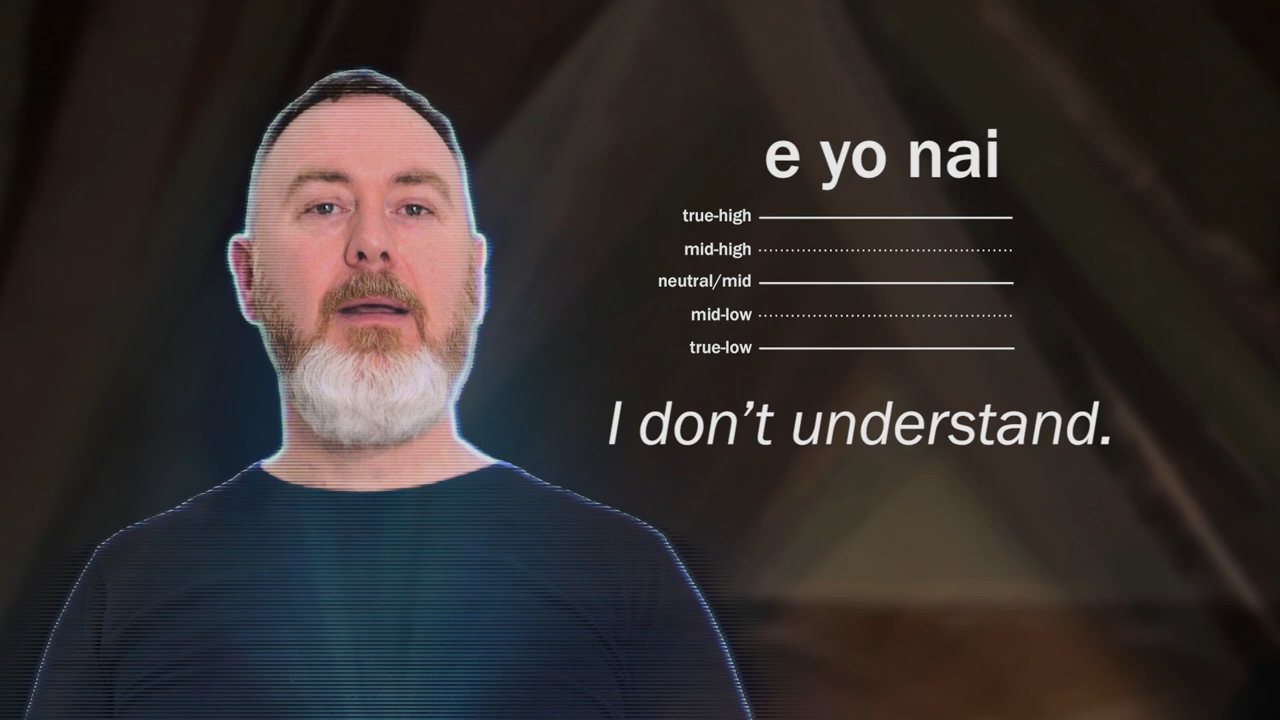 e yo nai
true-high
mid-high
neutral/mid
mid-low
true-low
I don’t understand.